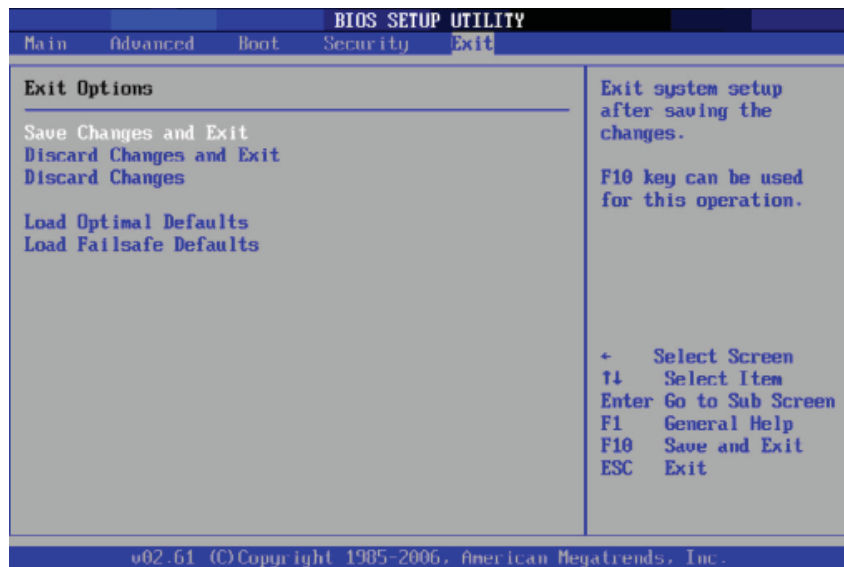 BIOS SETUP UTILITY
Main Advanced Boot Security Exit
Exit Options
Save Changes and Exit
Discard Changes and Exit
Discard Changes
Load Optimal Defaults
Load Failsafe Defaults
Exit system setup
after saving the
changes.
F10 key can be used
for this operation.
← Select Screen
↑↓ Select Item
Enter Go to Sub Screen
F1 General Help
F10 Save and Exit
ESC Exit
v02.61 (C)Copyright 1985-2006, American Megatrends, Inc.